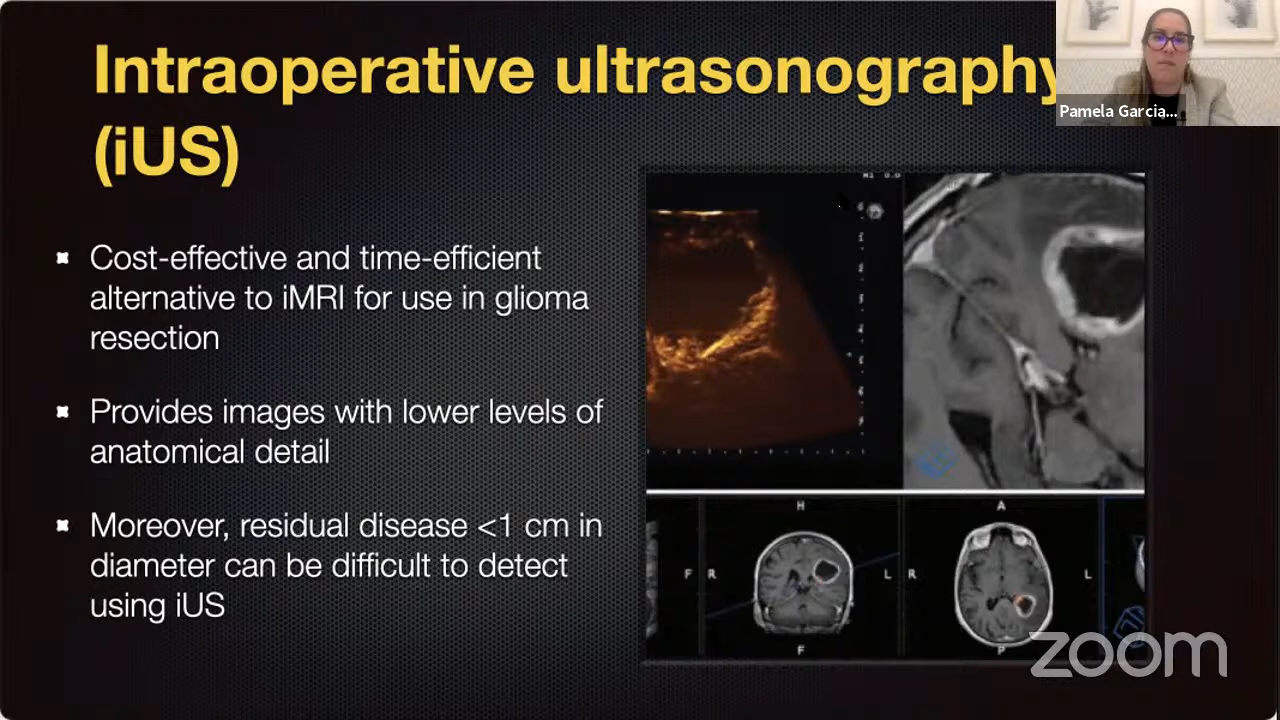 Intraoperative ultrasonography
(iUS)
Pamela Garcia...
Cost-effective and time-efficient
alternative to iMRI for use in glioma
resection
Provides images with lower levels of
anatomical detail
Moreover, residual disease <1 cm in
diameter can be difficult to detect
using iUS
H
A
F R
L R
L
F
P
zoom